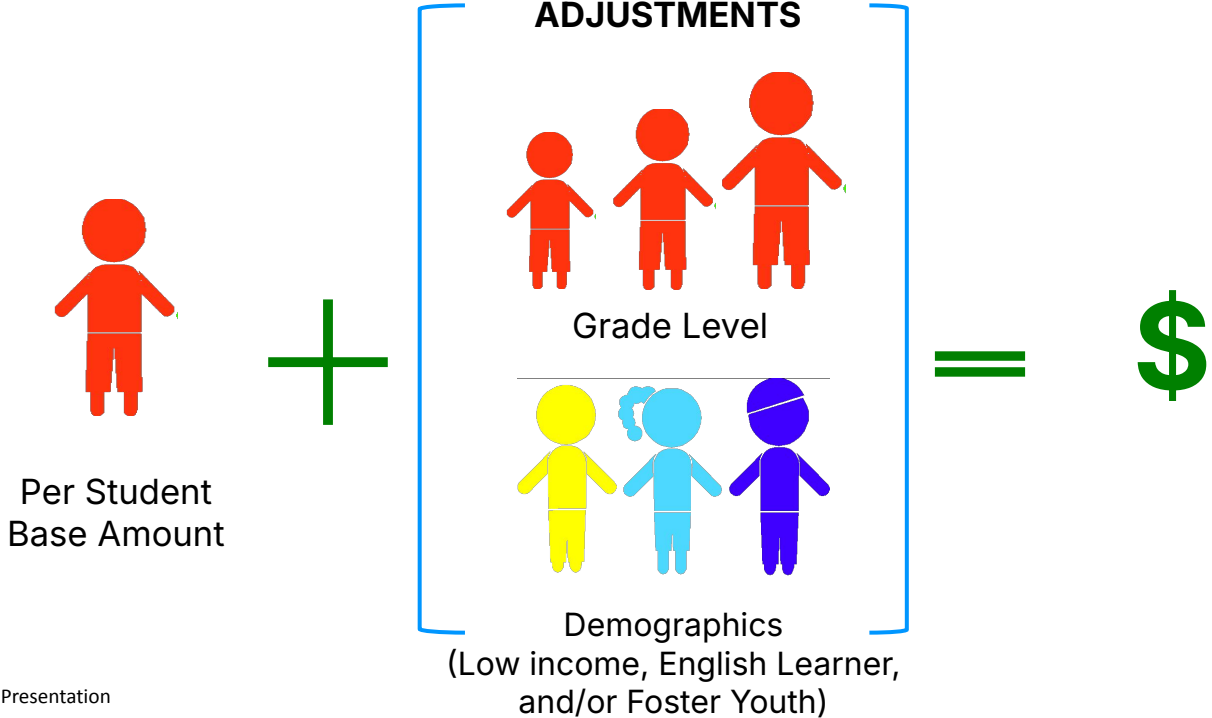 ADJUSTMENTS
Grade Level
Per Student
Base Amount
$
Demographics
(Low income, English Learner,
and/or Foster Youth)
Presentation